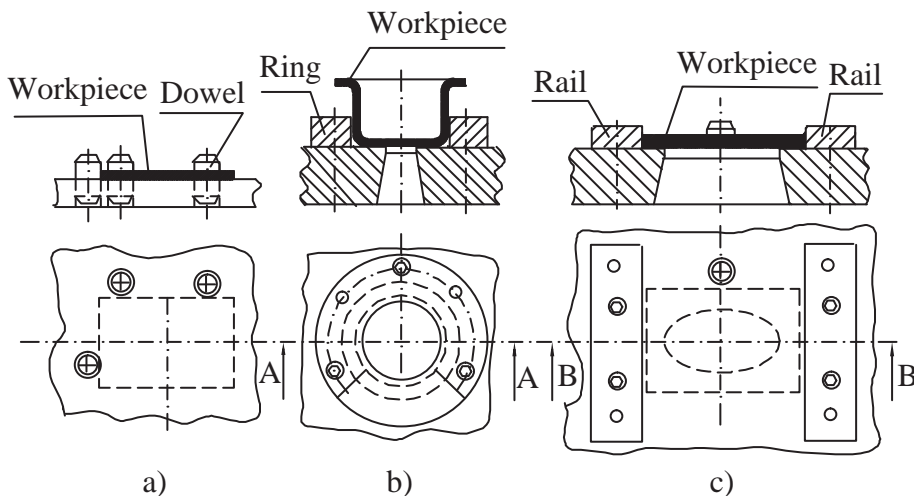 Workpiece
Ring
Workpiece
Dowel
Rail
Workpiece
Rail
A
A
B
B
a)
b)
c)